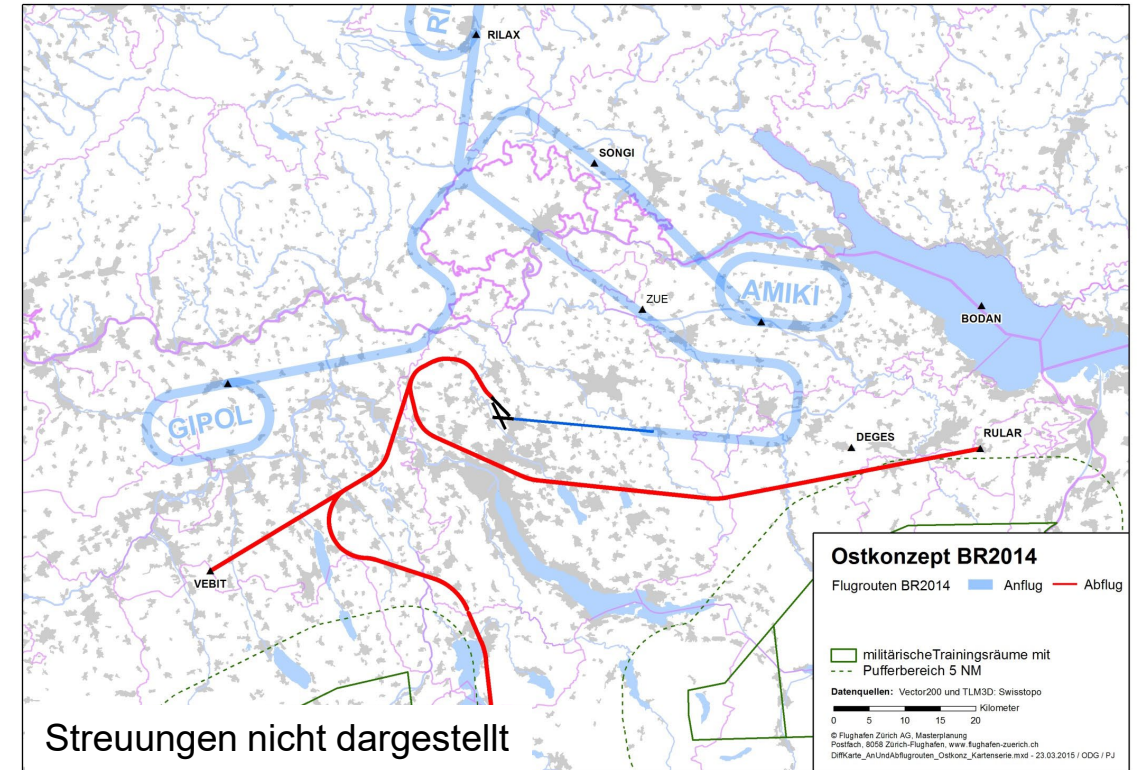 RI
RILAX
SONGI
ZUE
AMIKI
BODAN
GIPOL
DEGES
RULAR
VEBIT
Ostkonzept BR2014
Flugrouten BR2014 Anflug Abflug
militärischeTrainingsräume mit
Pufferbereich 5 NM
Datenquellen: Vector200 und TLM3D: Swisstopo
Kilometer
0 5 10 15 20
© Flughafen Zürich AG, Masterplanung
Postfach, 8058 Zürich-Flughafen, www.flughafen-zuerich.ch
DiffKarte_AnUndAbflugrouten_Ostkonz_Kartenserie.mxd - 23.03.2015 / ODG / PJ
Streuungen nicht dargestellt